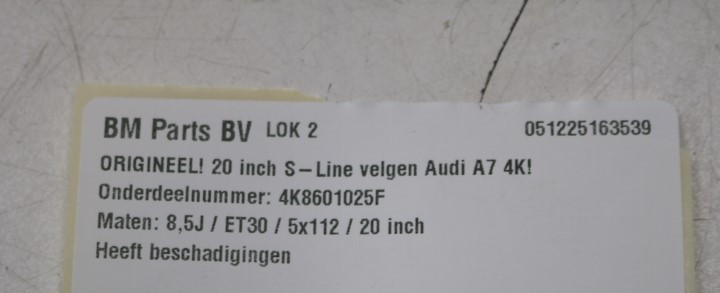 BM Parts BV LOK 2 051225163539
ORIGINEEL! 20 inch S-Line velgen Audi A7 4K!
Onderdeelnummer: 4K8601025F
Maten: 8,5J / ET30 / 5x112 / 20 inch
Heeft beschadigingen